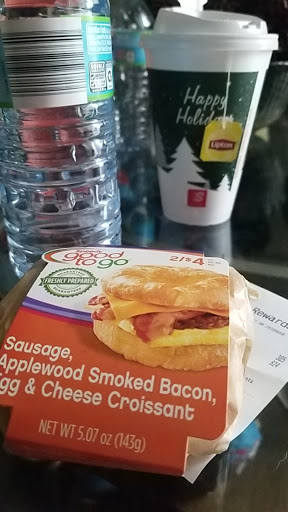 Happy
Lipton
good
to go
2/$4
FRESHLY PREPARED
Sausage,
Applewood Smoked Bacon,
gg & Cheese Croissant
NET WT 5.07 oz (143g)
Reward